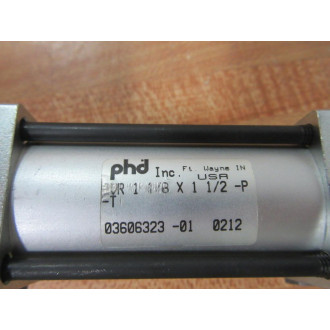 phd Inc. Ft. Wayne IN
USA
1 1/2 -P
-T
03606323 -01 0212